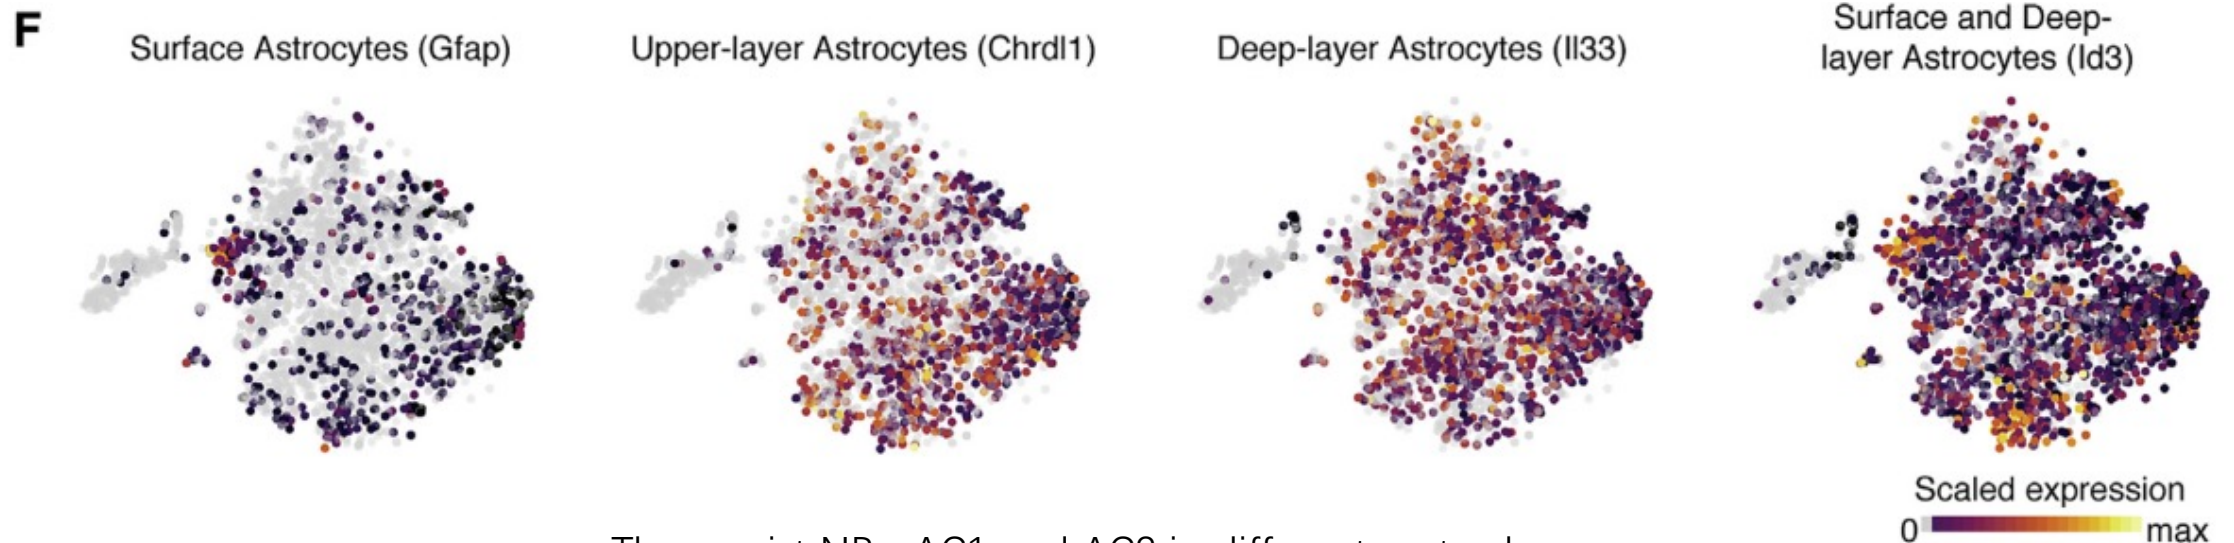 F
Surface Astrocytes (Gfap)
Upper-layer Astrocytes (Chrdl1)
Deep-layer Astrocytes (Il33)
Surface and Deep-
layer Astrocytes (Id3)
Scaled expression
0 max